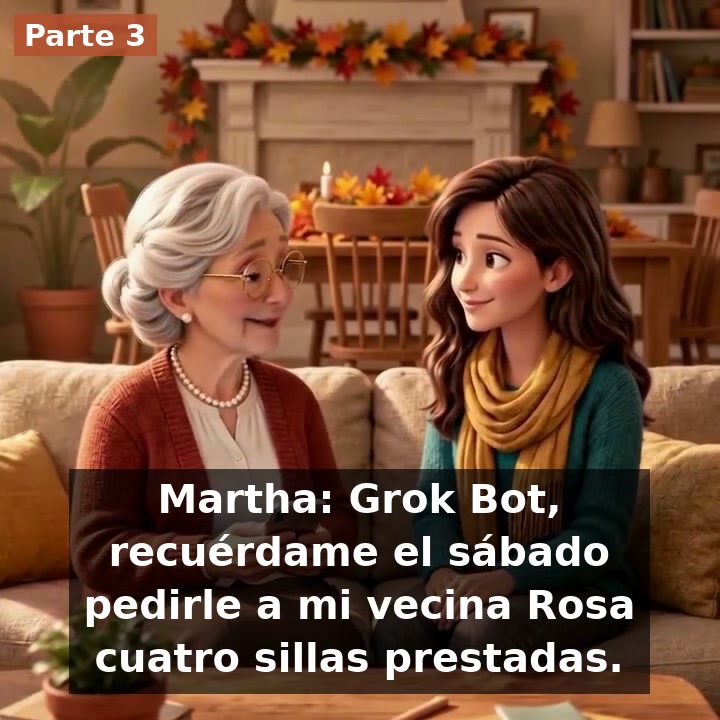 Parte 3
Martha: Grok Bot,
recuérdame el sábado
pedirle a mi vecina Rosa
cuatro sillas prestadas.